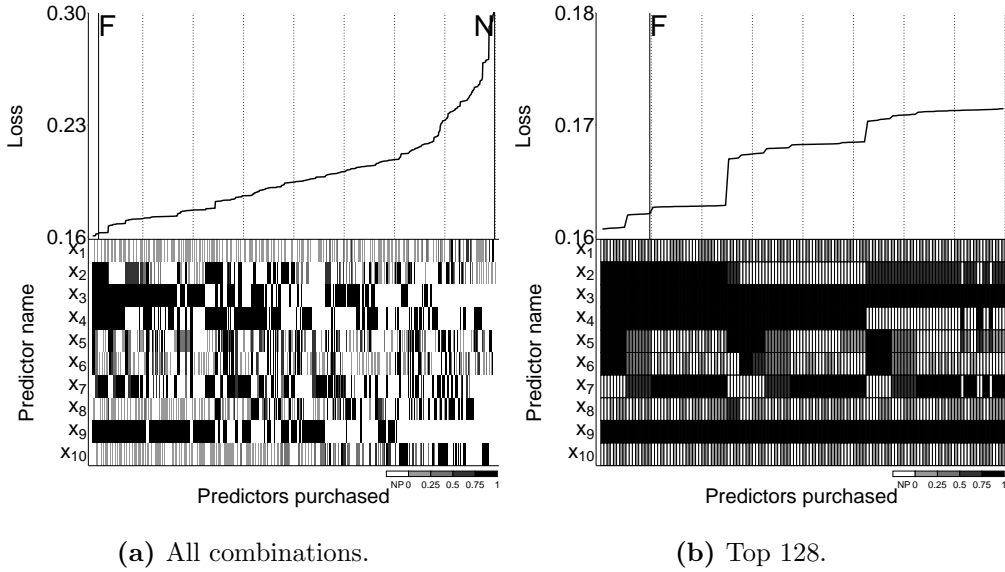 0.30
0.23
0.16
Loss
F
N
x1
x2
x3
x4
x5
x6
x7
x8
x9
x10
Predictor name
NP 0 0.25 0.5 0.75 1
Predictors purchased
(a) All combinations.
0.18
0.17
0.16
Loss
F
x1
x2
x3
x4
x5
x6
x7
x8
x9
x10
Predictor name
NP 0 0.25 0.5 0.75 1
Predictors purchased
(b) Top 128.